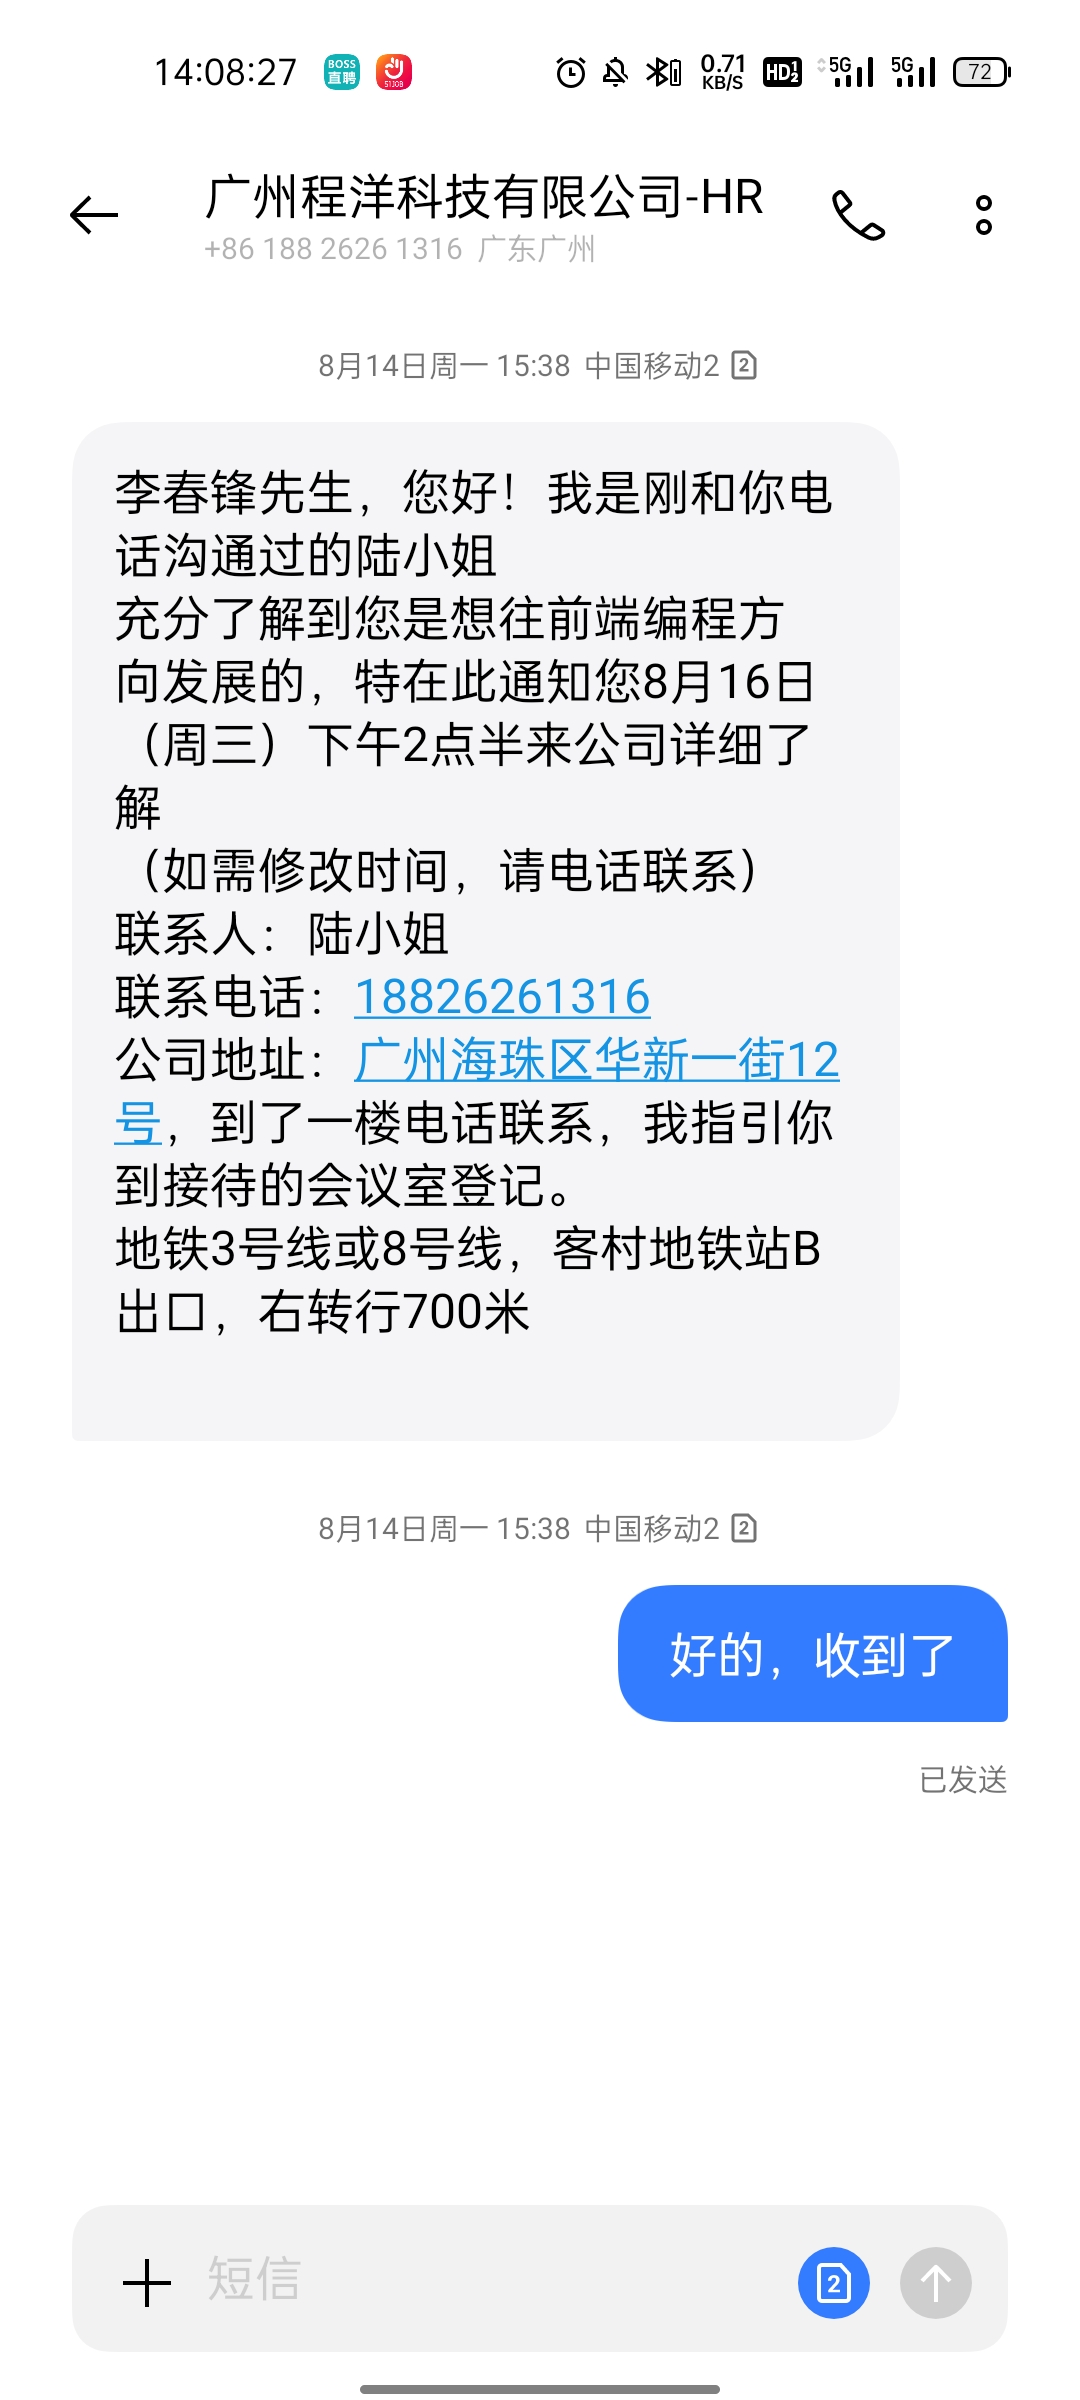 14:08:27 BOSS直聘 51JOB 0.71 KB/S HD 1 2 5G 5G 72
广州程洋科技有限公司-HR
+86 188 2626 1316 广东广州
8月14日周一 15:38 中国移动2 2
李春锋先生，您好！我是刚和你电
话沟通过的陆小姐
充分了解到您是想往前端编程方
向发展的，特在此通知您8月16日
（周三）下午2点半来公司详细了
解
（如需修改时间，请电话联系）
联系人：陆小姐
联系电话：18826261316
公司地址：广州海珠区华新一街12
号，到了一楼电话联系，我指引你
到接待的会议室登记。
地铁3号线或8号线，客村地铁站B
出口，右转行700米
8月14日周一 15:38 中国移动2 2
好的，收到了
已发送
短信 2